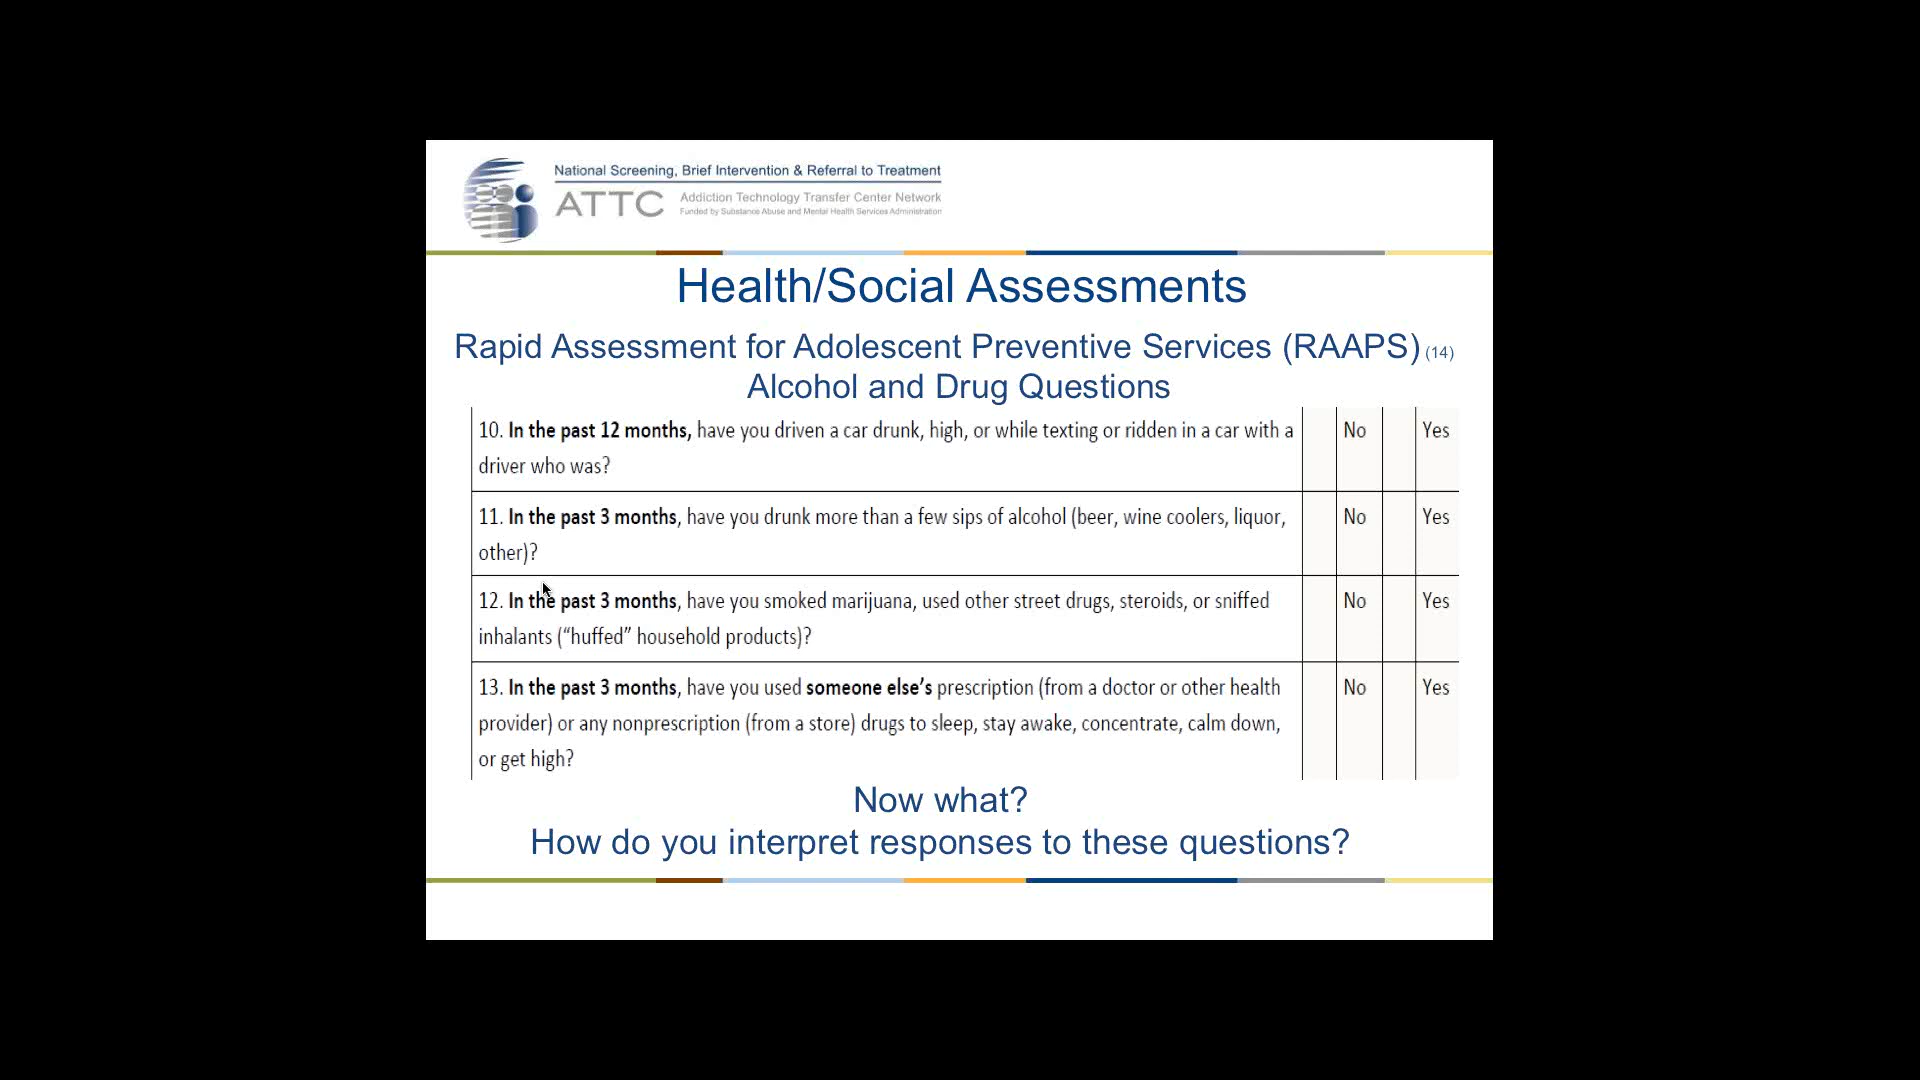 National Screening, Brief Intervention & Referral to Treatment
ATTC Addiction Technology Transfer Center Network
Funded by Substance Abuse and Mental Health Services Administration
Health/Social Assessments
Rapid Assessment for Adolescent Preventive Services (RAAPS) (14)
Alcohol and Drug Questions
10. In the past 12 months, have you driven a car drunk, high, or while texting or ridden in a car with a No Yes
driver who was?
11. In the past 3 months, have you drunk more than a few sips of alcohol (beer, wine coolers, liquor, No Yes
other)?
12. In the past 3 months, have you smoked marijuana, used other street drugs, steroids, or sniffed No Yes
inhalants (“huffed” household products)?
13. In the past 3 months, have you used someone else’s prescription (from a doctor or other health No Yes
provider) or any nonprescription (from a store) drugs to sleep, stay awake, concentrate, calm down,
or get high?
Now what?
How do you interpret responses to these questions?